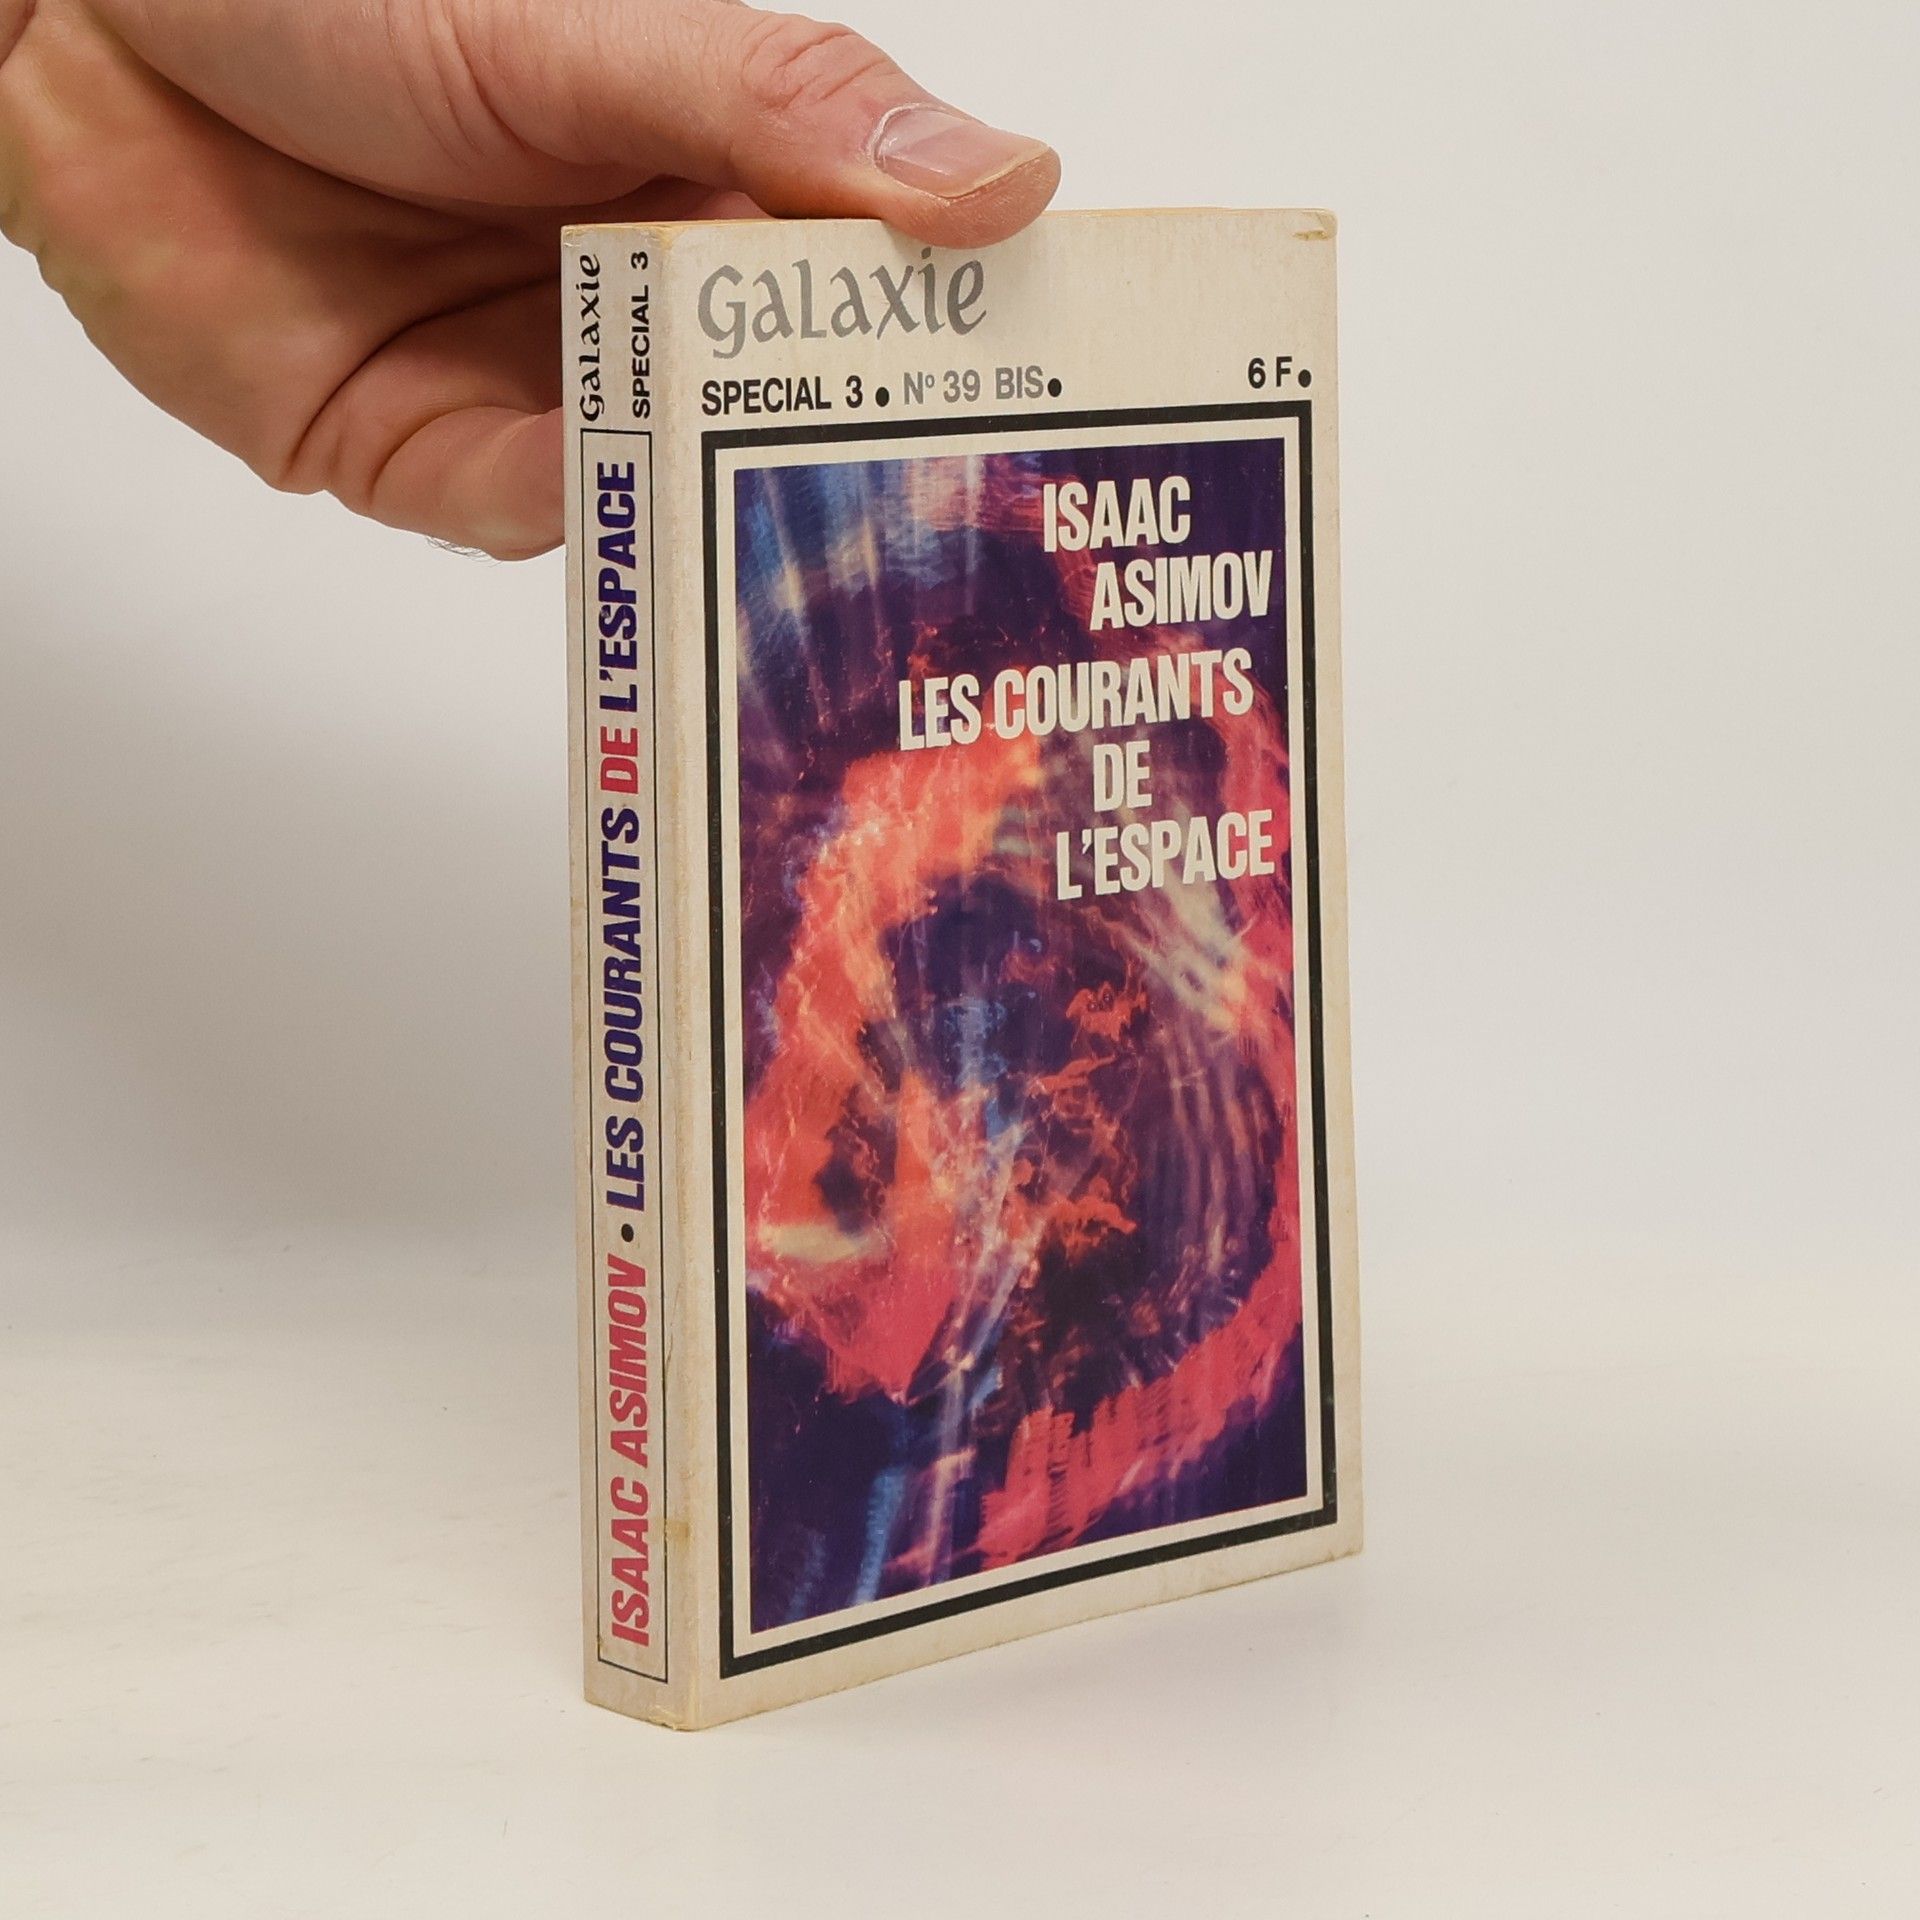 Galaxie
SPECIAL 3
ISAAC ASIMOV • LES COURANTS DE L'ESPACE
Galaxie
SPECIAL 3 • Nº 39 BIS •
6 F •
ISAAC
ASIMOV
LES COURANTS
DE
L'ESPACE